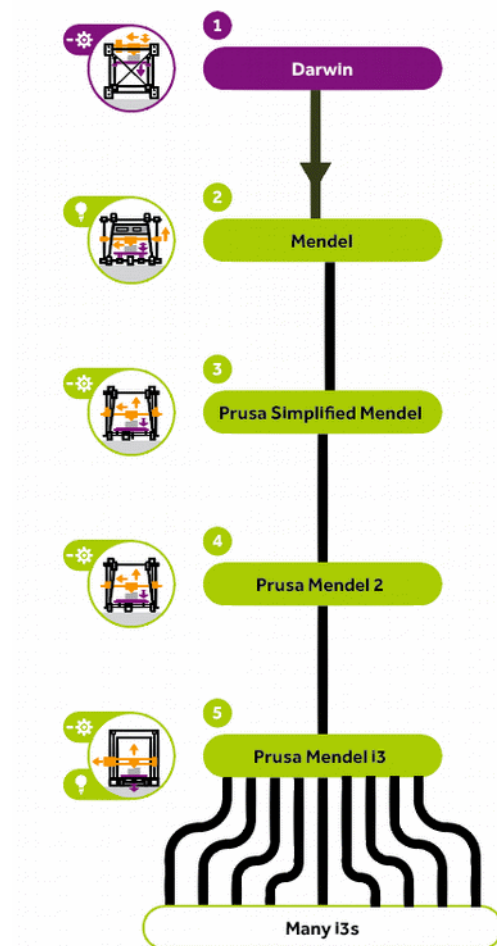 1
Darwin
2
Mendel
3
Prusa Simplified Mendel
4
Prusa Mendel 2
5
Prusa Mendel i3
Many i3s